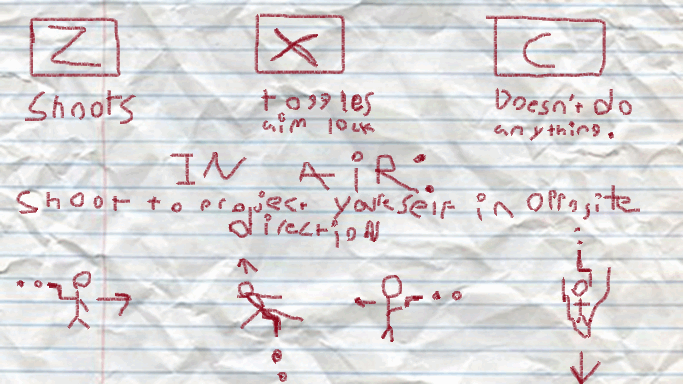 Z X C
Shoots toggles Doesn't do
aim lock anything.
IN AiR:
Shoot to project yourself in opposite
direction